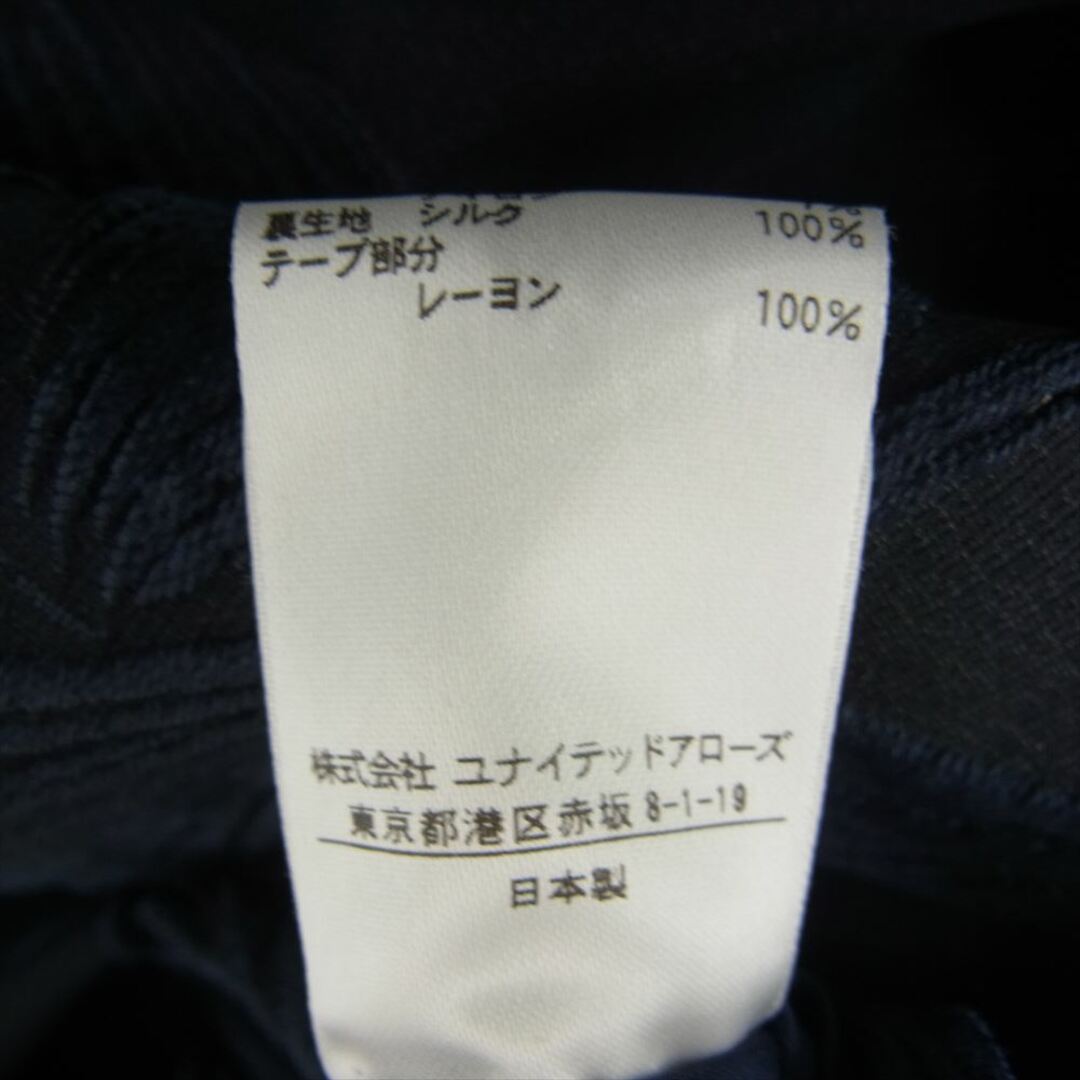 裏生地 シルク 100%
テープ部分
レーヨン 100%
株式会社 ユナイテッドアローズ
東京都港区赤坂 8-1-19
日本製